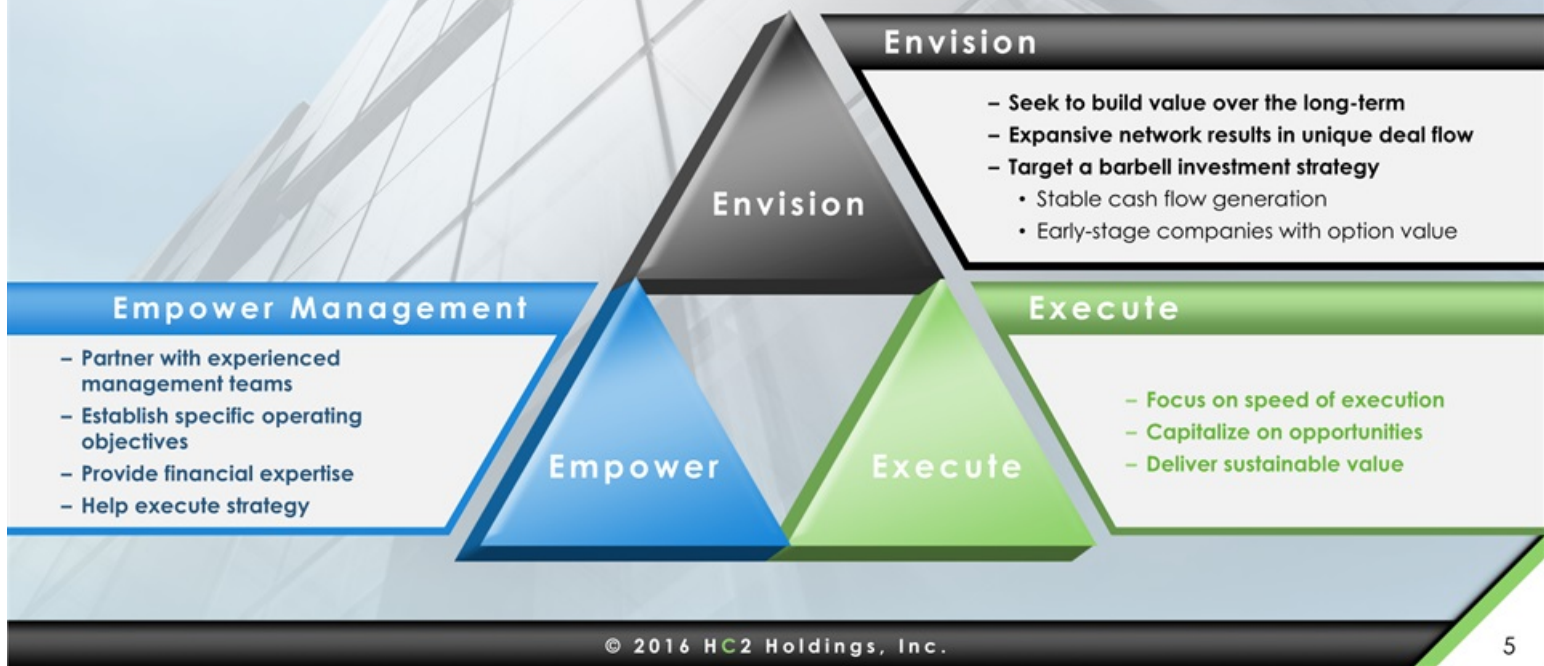 Envision
– Seek to build value over the long-term
– Expansive network results in unique deal flow
– Target a barbell investment strategy
• Stable cash flow generation
• Early-stage companies with option value
Envision
Empower Management
– Partner with experienced
management teams
– Establish specific operating
objectives
– Provide financial expertise
– Help execute strategy
Empower
Execute
Execute
– Focus on speed of execution
– Capitalize on opportunities
– Deliver sustainable value
© 2016 HC2 Holdings, Inc.
5